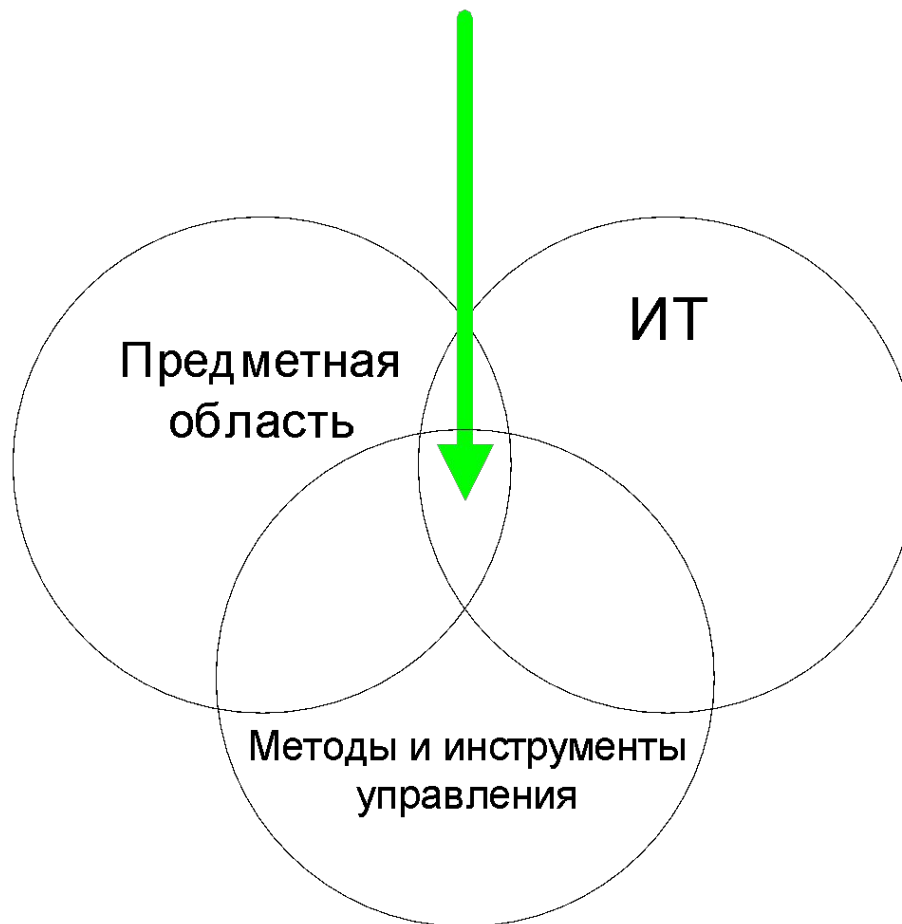 Предметная
область
ИТ
Методы и инструменты
управления